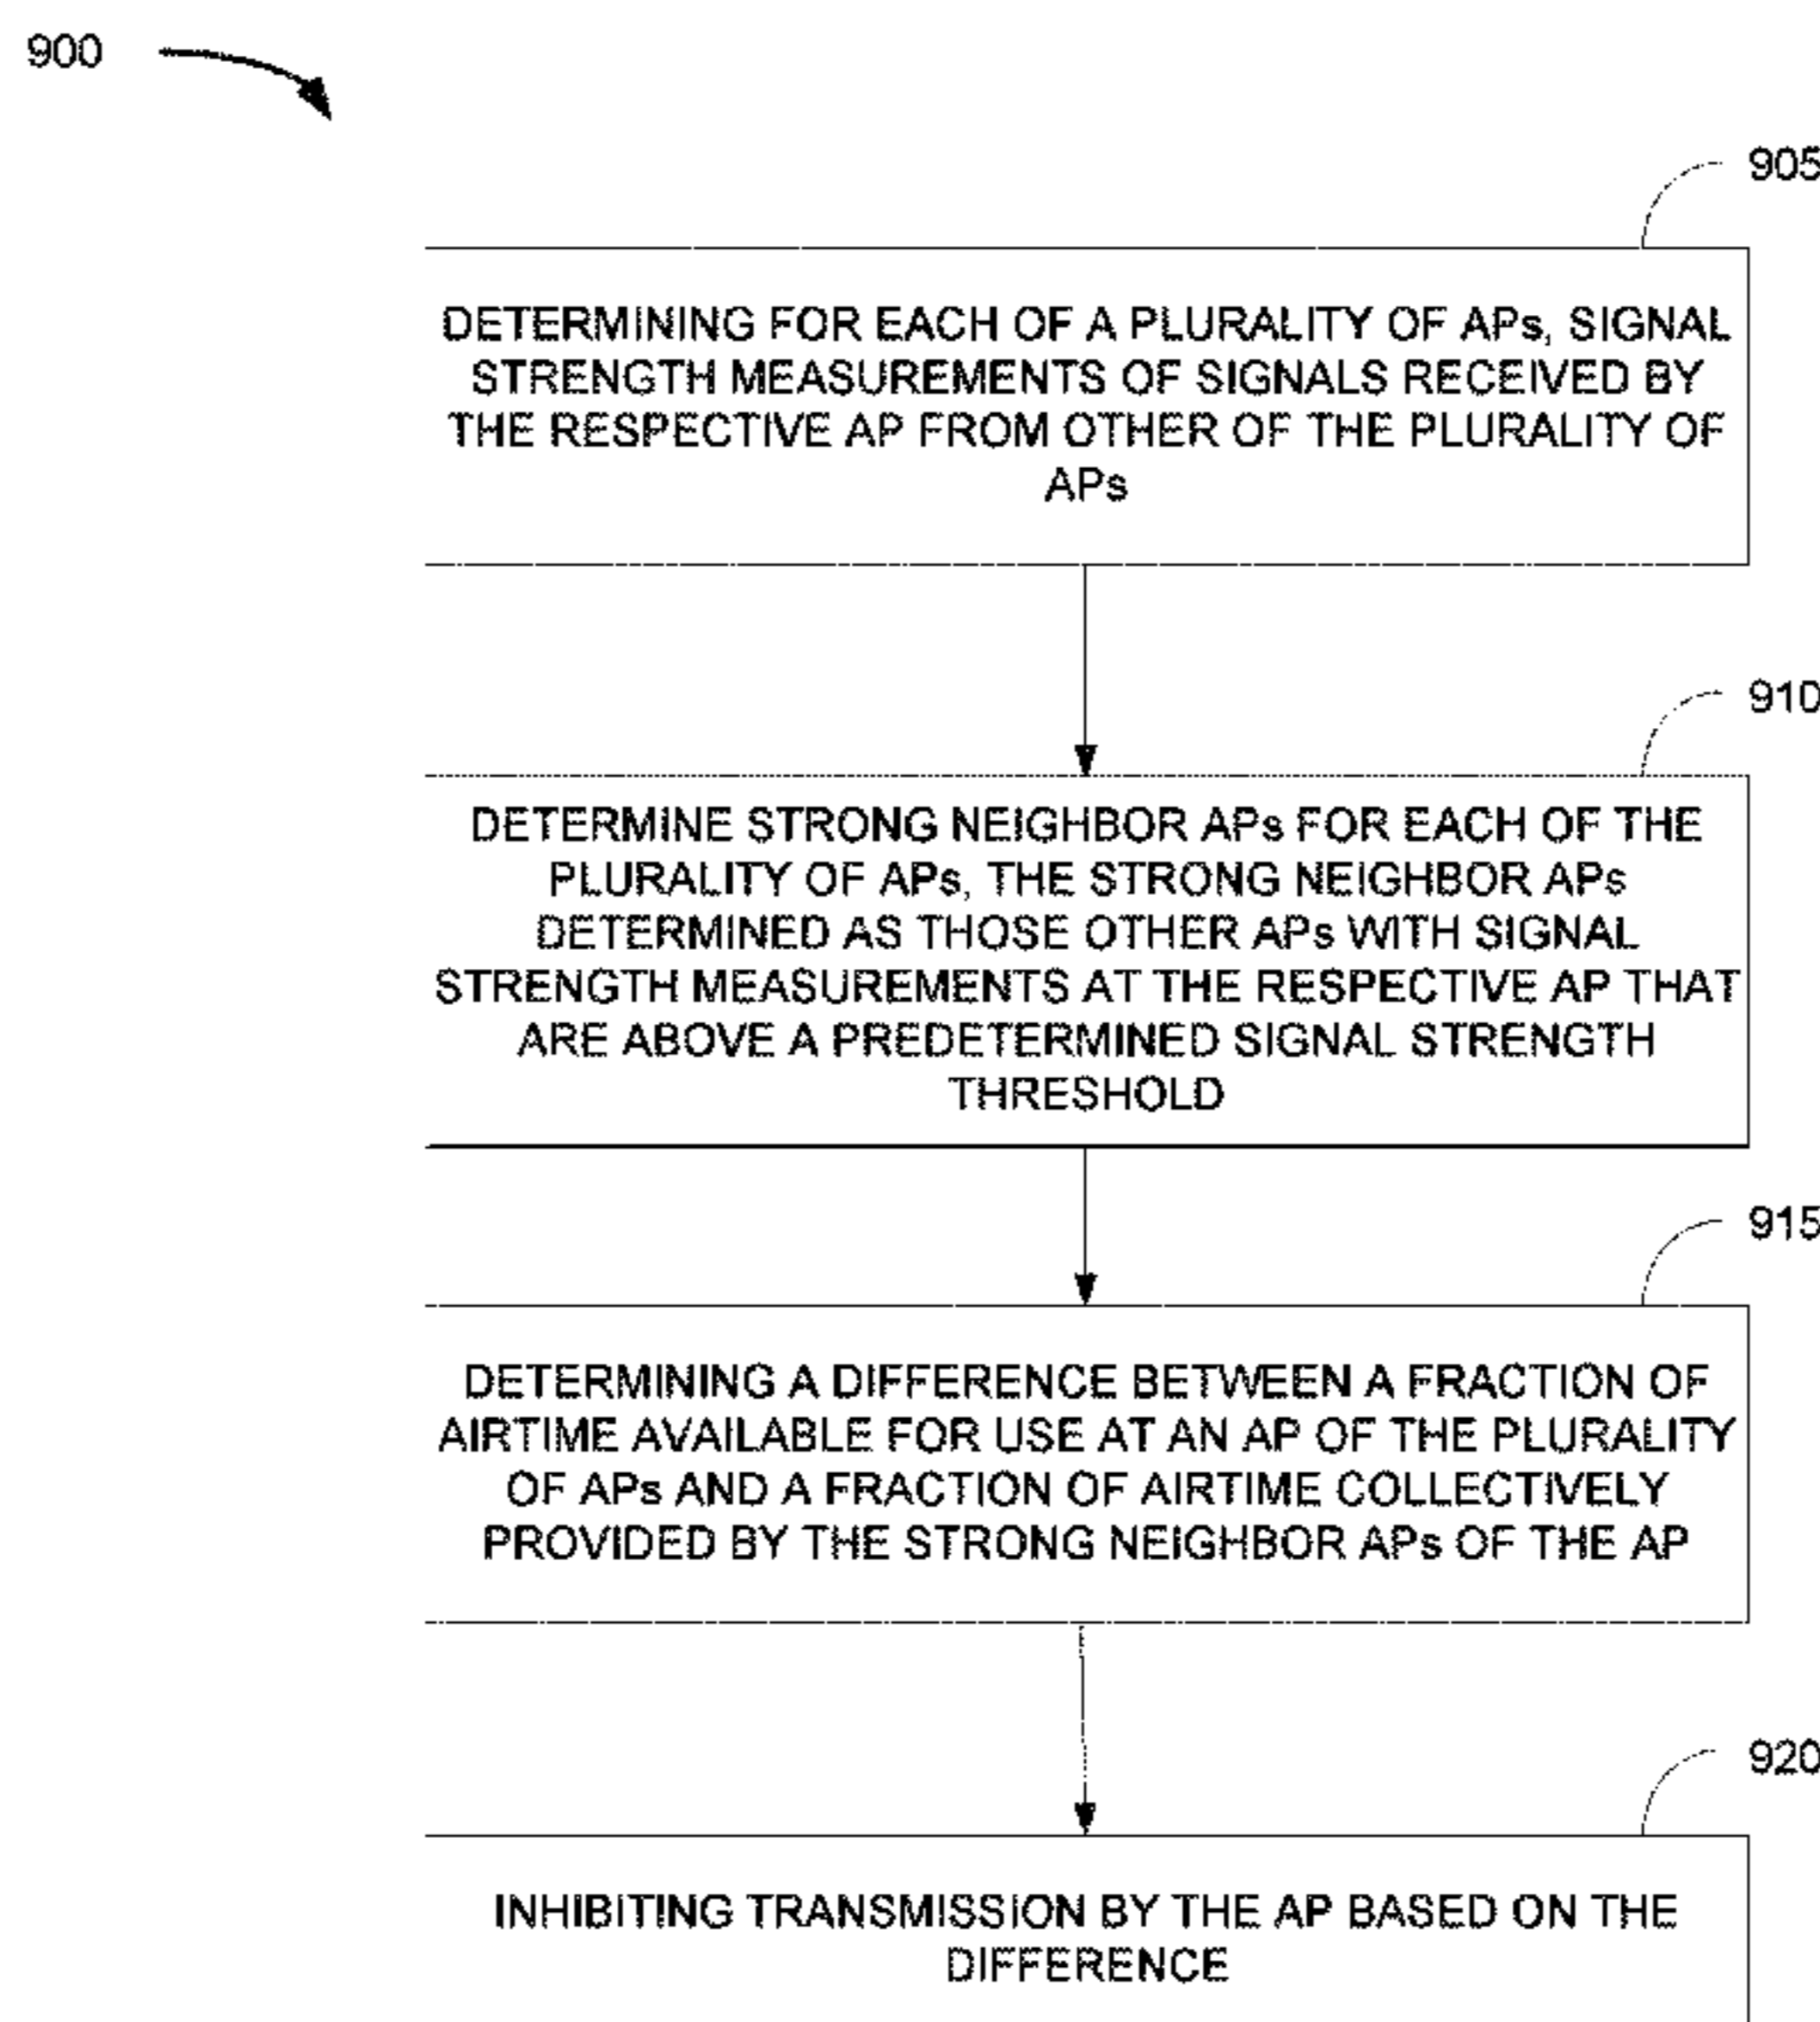 900
905
DETERMINING FOR EACH OF A PLURALITY OF APs, SIGNAL
STRENGTH MEASUREMENTS OF SIGNALS RECEIVED BY
THE RESPECTIVE AP FROM OTHER OF THE PLURALITY OF
APs
910
DETERMINE STRONG NEIGHBOR APs FOR EACH OF THE
PLURALITY OF APs, THE STRONG NEIGHBOR APs
DETERMINED AS THOSE OTHER APs WITH SIGNAL
STRENGTH MEASUREMENTS AT THE RESPECTIVE AP THAT
ARE ABOVE A PREDETERMINED SIGNAL STRENGTH
THRESHOLD
915
DETERMINING A DIFFERENCE BETWEEN A FRACTION OF
AIRTIME AVAILABLE FOR USE AT AN AP OF THE PLURALITY
OF APs AND A FRACTION OF AIRTIME COLLECTIVELY
PROVIDED BY THE STRONG NEIGHBOR APs OF THE AP
920
INHIBITING TRANSMISSION BY THE AP BASED ON THE
DIFFERENCE